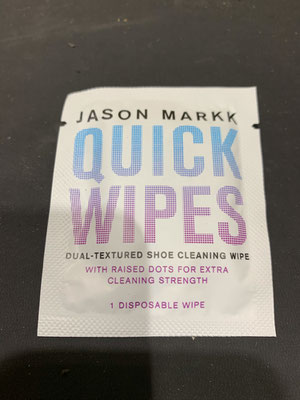 JASON MARKK
QUICK
WIPES
DUAL-TEXTURED SHOE CLEANING WIPE
WITH RAISED DOTS FOR EXTRA
CLEANING STRENGTH
1 DISPOSABLE WIPE